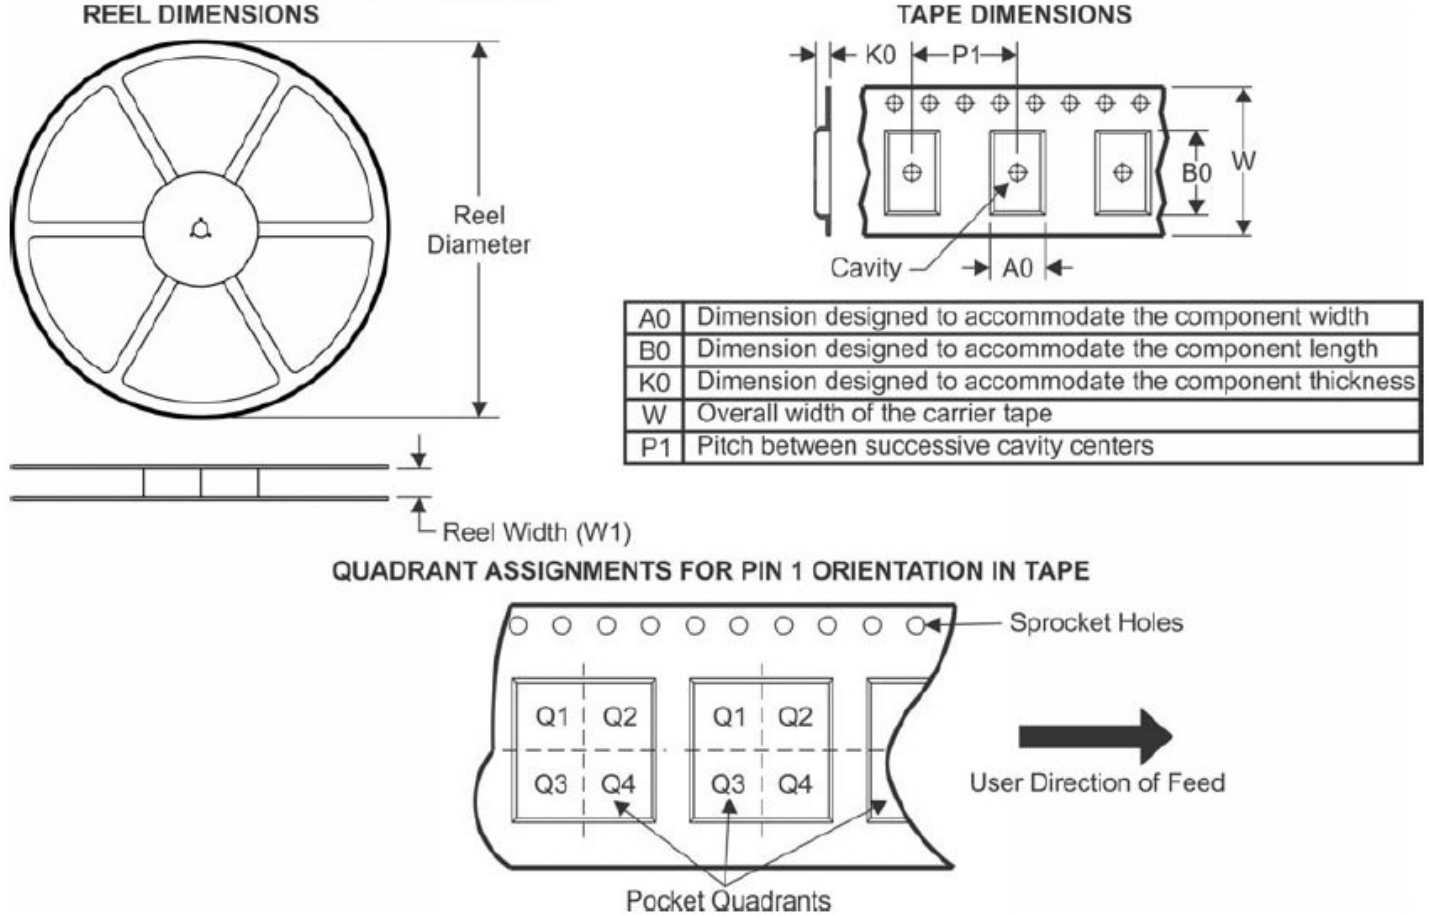 REEL DIMENSIONS
Reel
Diameter
Reel Width (W1)
TAPE DIMENSIONS
K0 P1
B0 W
Cavity
A0
A0 Dimension designed to accommodate the component width
B0 Dimension designed to accommodate the component length
K0 Dimension designed to accommodate the component thickness
W Overall width of the carrier tape
P1 Pitch between successive cavity centers
QUADRANT ASSIGNMENTS FOR PIN 1 ORIENTATION IN TAPE
Sprocket Holes
Q1 Q2 Q1 Q2
Q3 Q4 Q3 Q4
User Direction of Feed
Pocket Quadrants